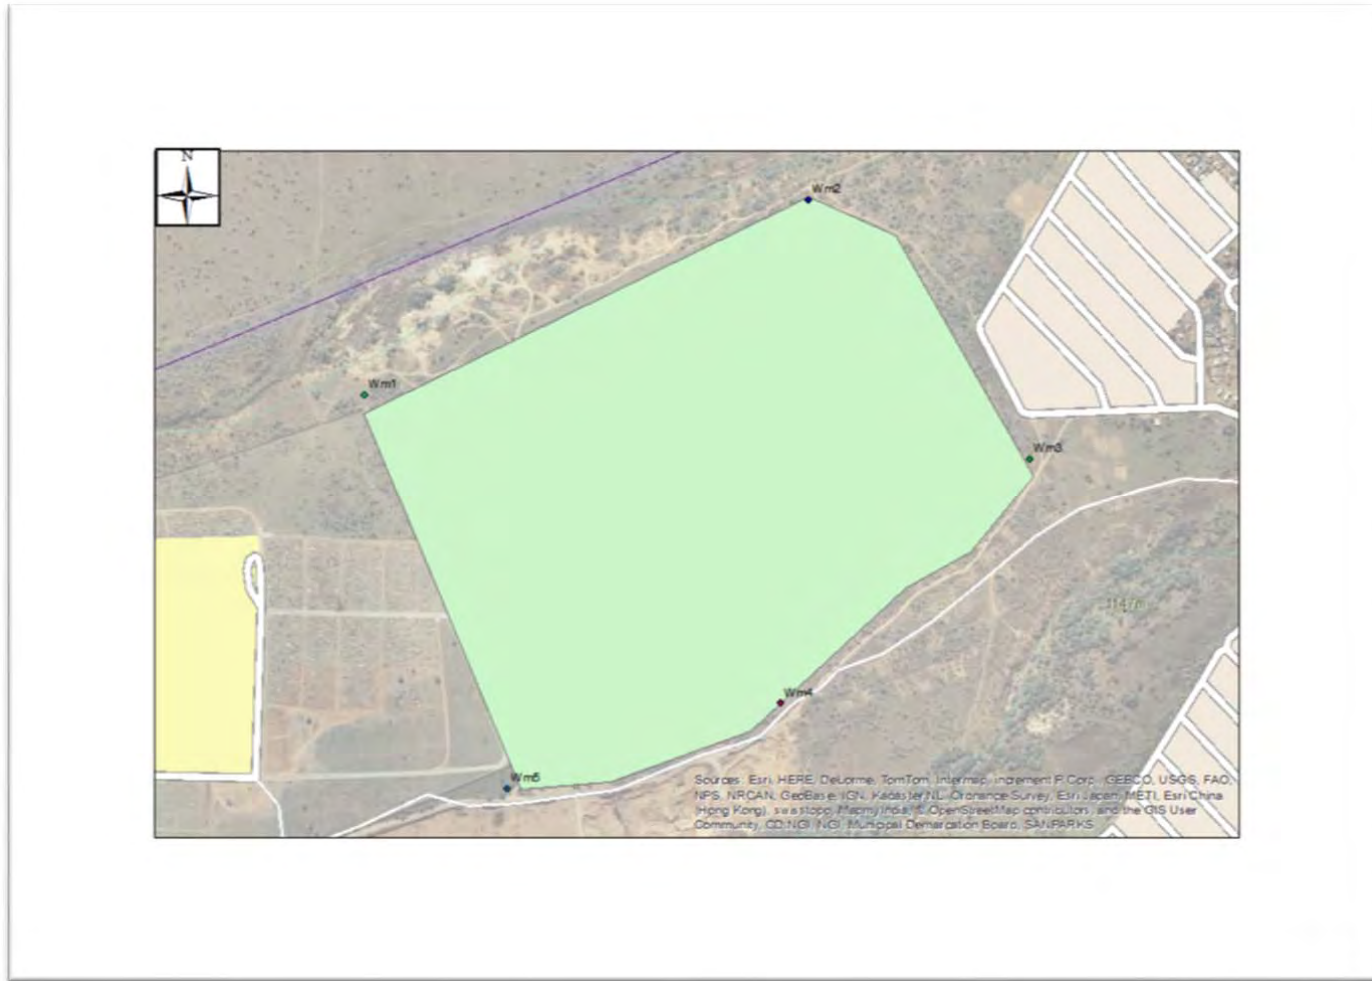 N
Wm2
Wm1
Wm3
1147m
Wm4
Wm5
Sources: Esri, HERE, DeLorme, TomTom, Intermap, increment P Corp., GEBCO, USGS, FAO,
NPS, NRCAN, GeoBase, IGN, Kadaster NL, Ordnance Survey, Esri Japan, METI, Esri China
(Hong Kong), swisstopo, MapmyIndia, © OpenStreetMap contributors, and the GIS User
Community, CD:NGI, NGI, Municipal Demarcation Board, SANPARKS